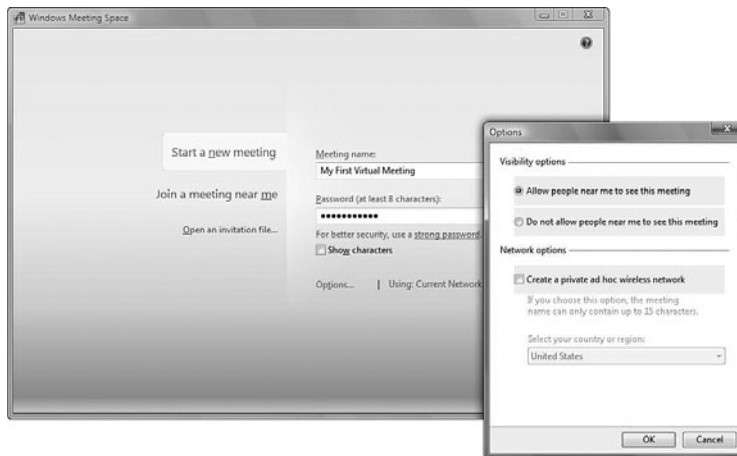 Windows Meeting Space
Start a new meeting
Join a meeting near me
Open an invitation file...
Meeting name:
My First Virtual Meeting
Password (at least 8 characters):
●●●●●●●●●●●
For better security, use a strong password.
Show characters
Options... | Using: Current Network
Options
Visibility options
Allow people near me to see this meeting
Do not allow people near me to see this meeting
Network options
Create a private ad hoc wireless network
If you choose this option, the meeting
name can only contain up to 15 characters.
Select your country or region:
United States
OK Cancel